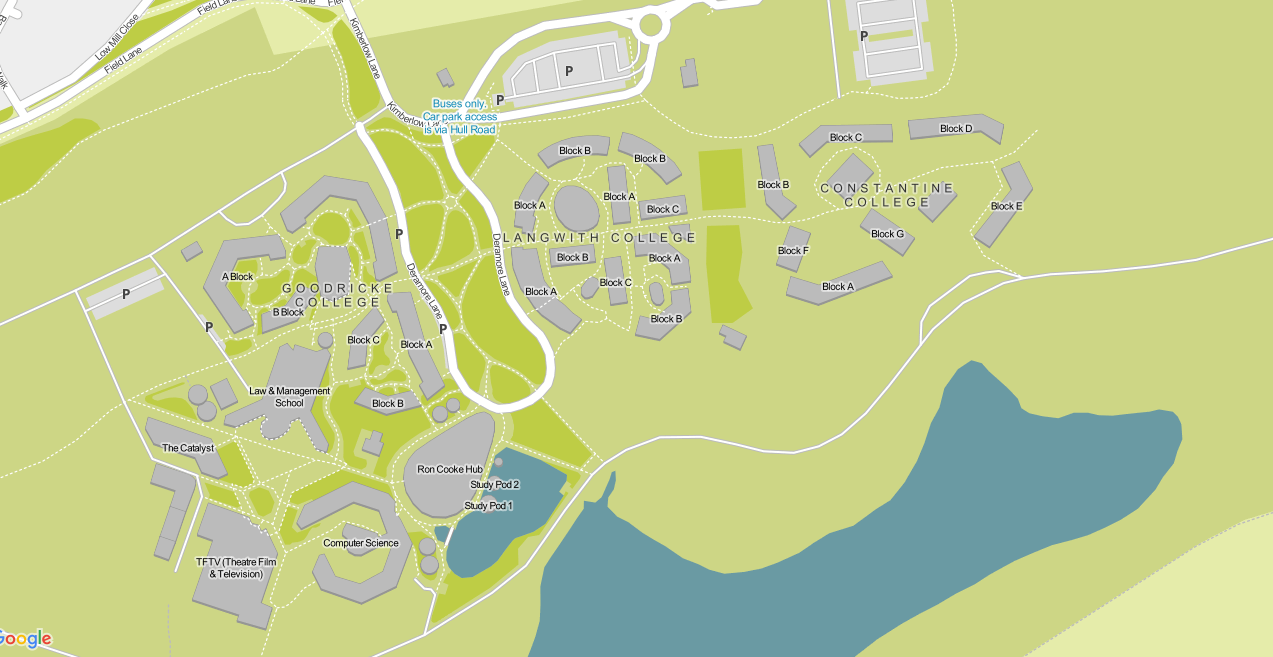 Low Mill Close
Field Lane
Field Lane
Kimberlow Lane
P
P
P
Buses only.
Car park access
is via Hull Road
Kimberlow
Block B
Block B
Block C
Block D
Block A
Block A
Block C
Block B
CONSTANTINE
COLLEGE
Block E
LANGWITH COLLEGE
Block G
Block F
Block B
Block A
Block A
Block C
Block A
Block B
Deramore Lane
Deramore Lane
P
P
P
P
A Block
GOODRICKE
COLLEGE
B Block
Block C
Block A
Block A
Block B
Law & Management
School
The Catalyst
Ron Cooke Hub
Study Pod 2
Study Pod 1
Computer Science
TFTV (Theatre Film
& Television)
Google